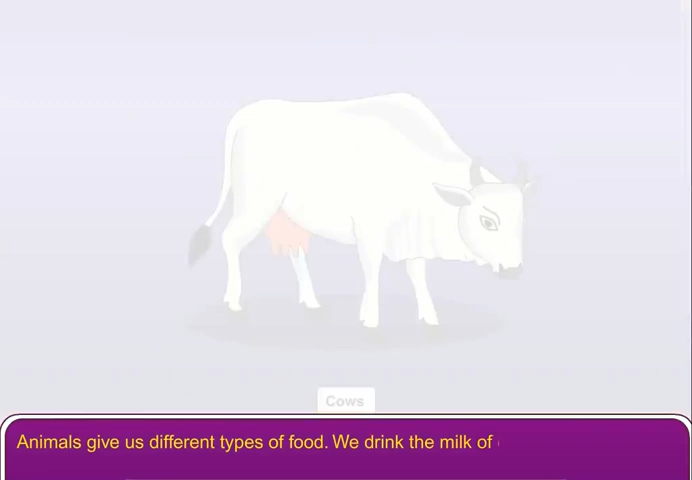 Cows
Animals give us different types of food. We drink the milk of